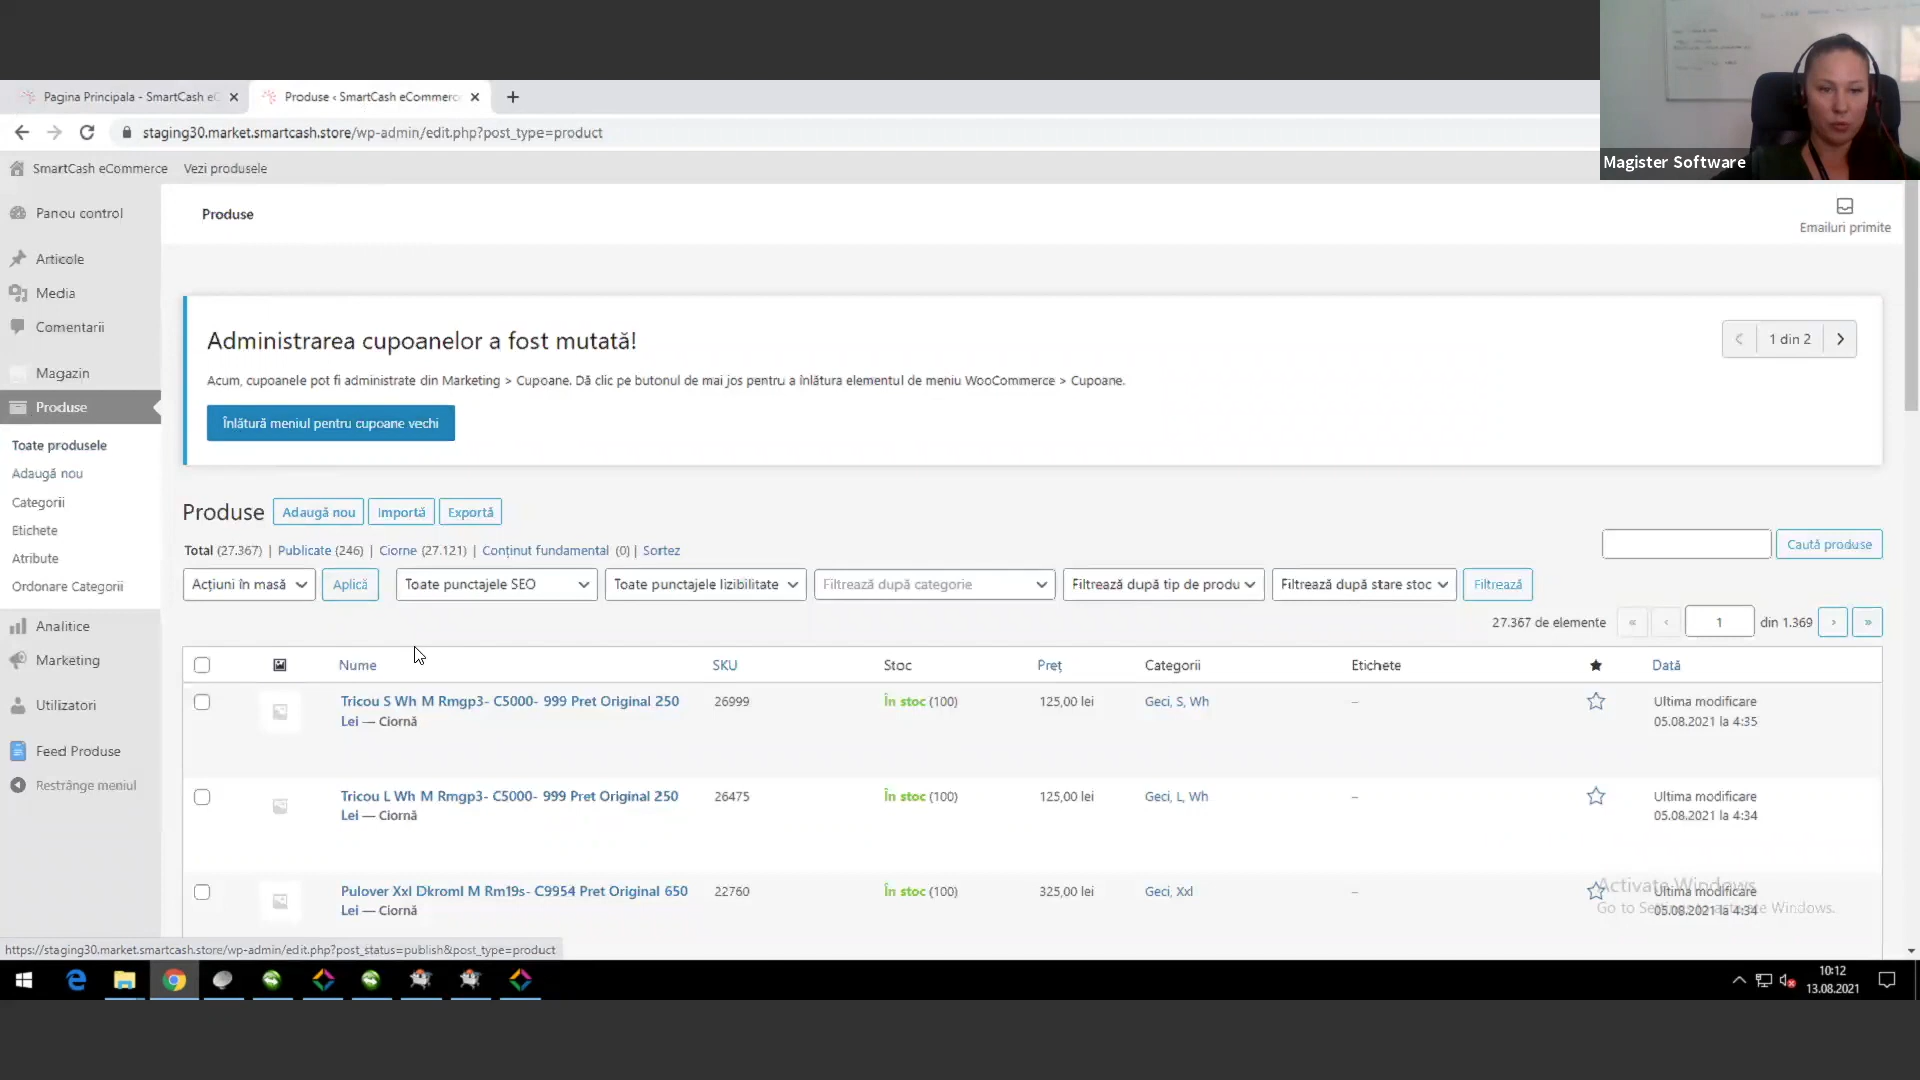 Pagina Principala - SmartCash eC
Produse ‹ SmartCash eCommerc
staging30.market.smartcash.store/wp-admin/edit.php?post_type=product
SmartCash eCommerce
Vezi produsele
Magister Software
Panou control
Articole
Media
Comentarii
Magazin
Produse
Toate produsele
Adaugă nou
Categorii
Etichete
Atribute
Ordonare Categorii
Analitice
Marketing
Utilizatori
Feed Produse
Restrânge meniul
Produse
Emailuri primite
Administrarea cupoanelor a fost mutată!
1 din 2
Acum, cupoanele pot fi administrate din Marketing > Cupoane. Dă clic pe butonul de mai jos pentru a înlătura elementul de meniu WooCommerce > Cupoane.
Înlătură meniul pentru cupoane vechi
Produse Adaugă nou Importă Exportă
Total (27.367) | Publicate (246) | Ciorne (27.121) | Conținut fundamental (0) | Sortez
Caută produse
Acțiuni în masă Aplică Toate punctajele SEO Toate punctajele lizibilitate Filtrează după categorie Filtrează după tip de produ Filtrează după stare stoc Filtrează
27.367 de elemente « ‹ 1 din 1.369 › »
Nume SKU Stoc Preț Categorii Etichete Dată
Tricou S Wh M Rmgp3- C5000- 999 Pret Original 250 26999 În stoc (100) 125,00 lei Geci, S, Wh – Ultima modificare
Lei — Ciornă 05.08.2021 la 4:35
Tricou L Wh M Rmgp3- C5000- 999 Pret Original 250 26475 În stoc (100) 125,00 lei Geci, L, Wh – Ultima modificare
Lei — Ciornă 05.08.2021 la 4:34
Pulover Xxl Dkroml M Rm19s- C9954 Pret Original 650 22760 În stoc (100) 325,00 lei Geci, Xxl – Ultima modificare
Lei — Ciornă 05.08.2021 la 4:34
Activate Windows
Go to Settings to activate Windows.
https://staging30.market.smartcash.store/wp-admin/edit.php?post_status=publish&post_type=product
10:12
13.08.2021